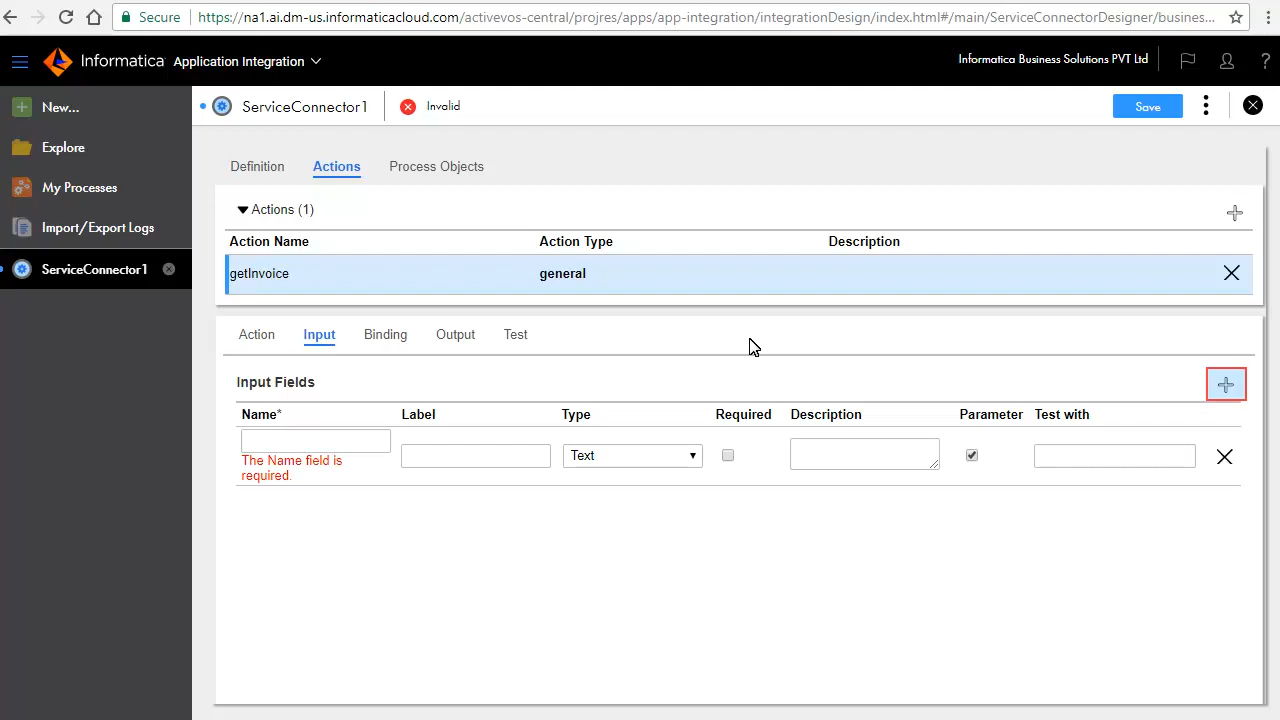 Secure
https://na1.ai.dm-us.informaticacloud.com/activevos-central/projres/apps/app-integration/integrationDesign/index.html#/main/ServiceConnectorDesigner/busines...
Informatica Application Integration
Informatica Business Solutions PVT Ltd
?
New...
ServiceConnector1
Invalid
Save
Explore
My Processes
Import/Export Logs
ServiceConnector1
Definition
Actions
Process Objects
Actions (1)
Action Name Action Type Description
getInvoice general
Action Input Binding Output Test
Input Fields
Name* Label Type Required Description Parameter Test with
Text
The Name field is
required.